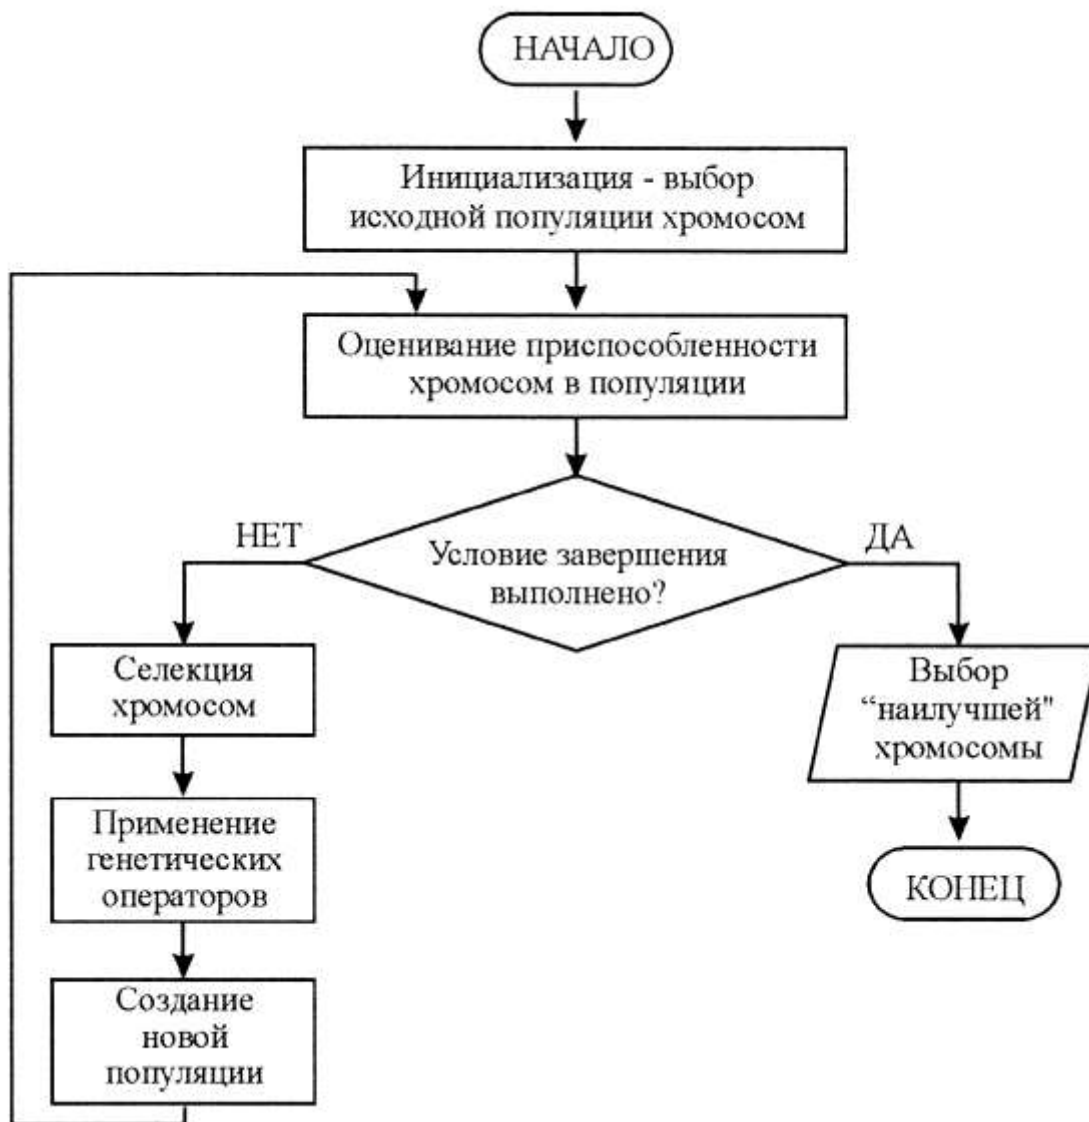 НАЧАЛО
Инициализация - выбор
исходной популяции хромосом
Оценивание приспособленности
хромосом в популяции
НЕТ
ДА
Условие завершения
выполнено?
Селекция
хромосом
Выбор
“наилучшей"
хромосомы
Применение
генетических
операторов
КОНЕЦ
Создание
новой
популяции